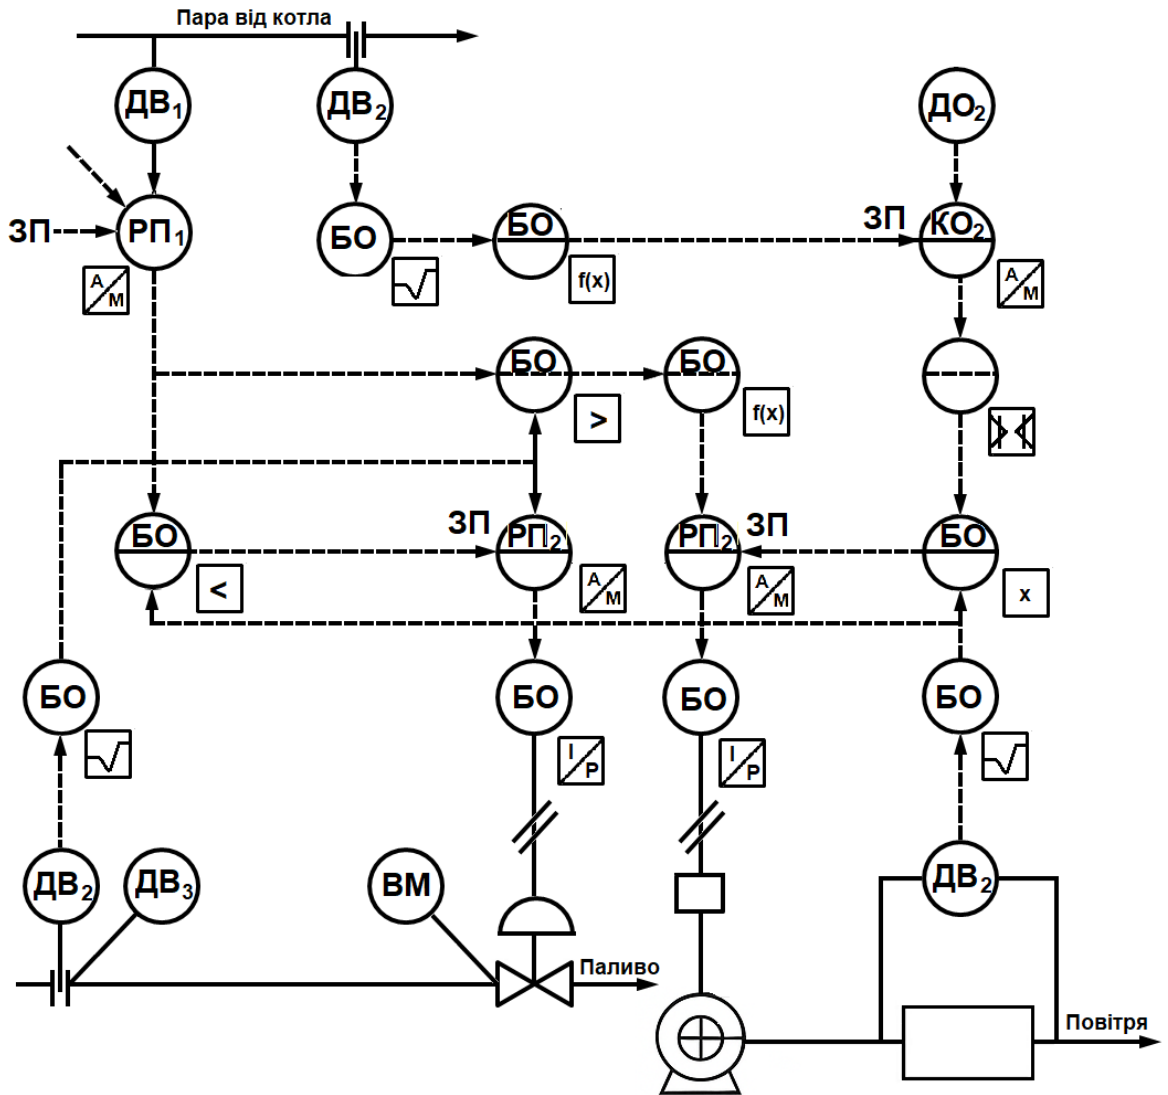 Пара від котла
ДВ₁
ДВ₂
ДО₂
ЗП
РП₁
A/M
БО
БО
f(x)
ЗП
КО₂
A/M
БО
>
БО
f(x)
БО
<
ЗП
РП₂
A/M
РП₂
ЗП
A/M
БО
x
БО
БО
I/P
БО
I/P
БО
ДВ₂
ДВ₃
ВМ
ДВ₂
Паливо
Повітря